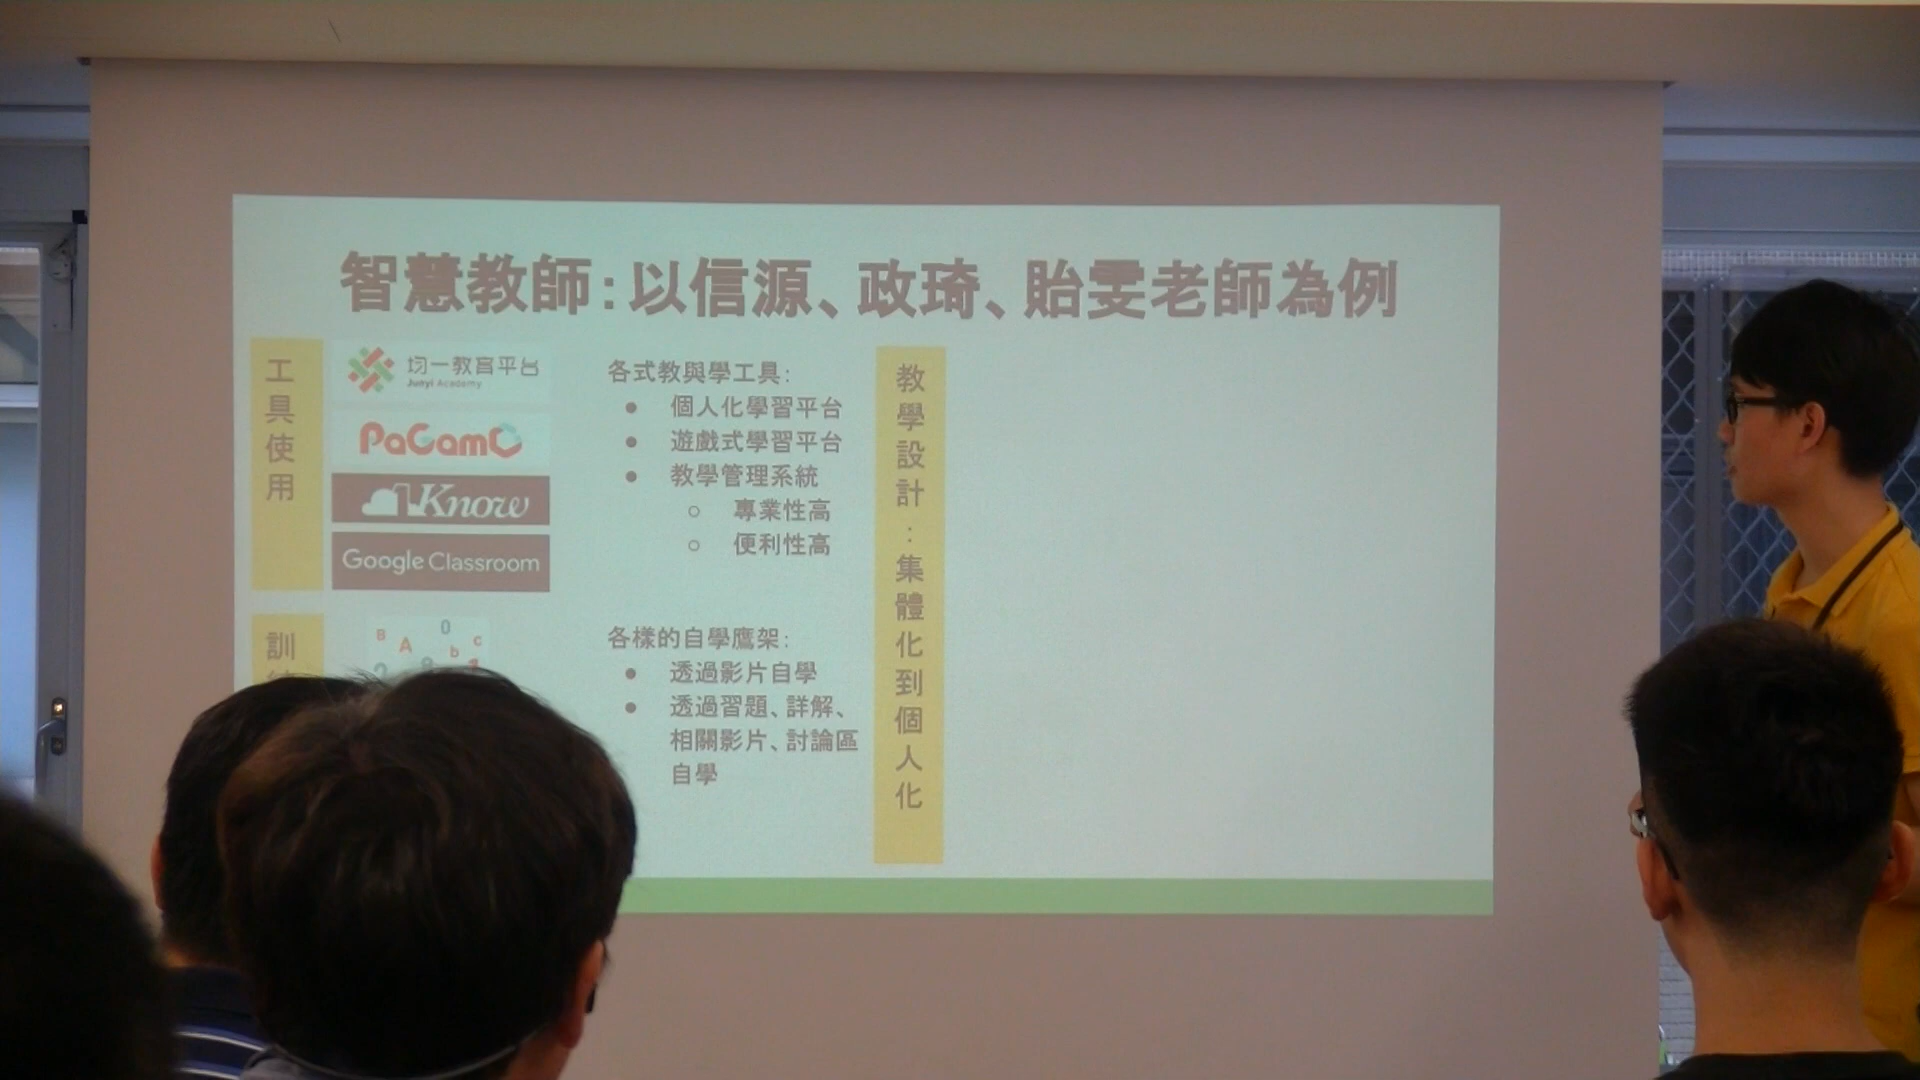 智慧教師：以信源、政琦、貽雯老師為例
工具使用
均一教育平台
Junyi Academy
PaGamO
1Know
Google Classroom
各式教與學工具：
● 個人化學習平台
● 遊戲式學習平台
● 教學管理系統
○ 專業性高
○ 便利性高
訓
B A 0 b c
各樣的自學鷹架：
● 透過影片自學
● 透過習題、詳解、
相關影片、討論區
自學
教學設計：集體化到個人化